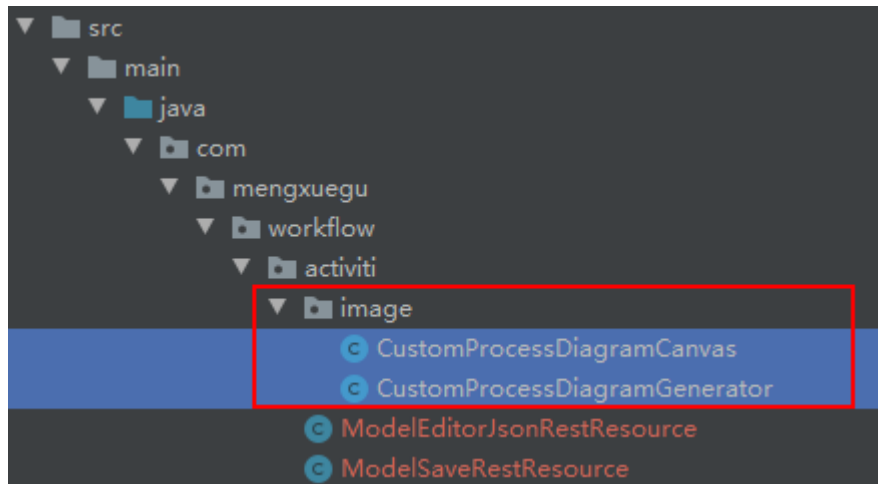 src
main
java
com
mengxuegu
workflow
activiti
image
CustomProcessDiagramCanvas
CustomProcessDiagramGenerator
ModelEditorJsonRestResource
ModelSaveRestResource